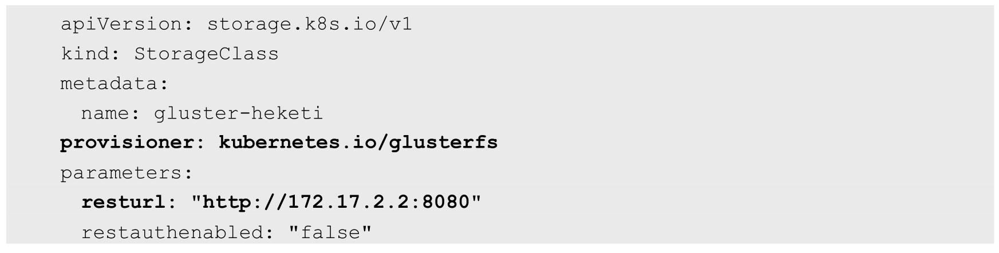 apiVersion: storage.k8s.io/v1
kind: StorageClass
metadata:
  name: gluster-heketi
provisioner: kubernetes.io/glusterfs
parameters:
  resturl: "http://172.17.2.2:8080"
  restauthenabled: "false"